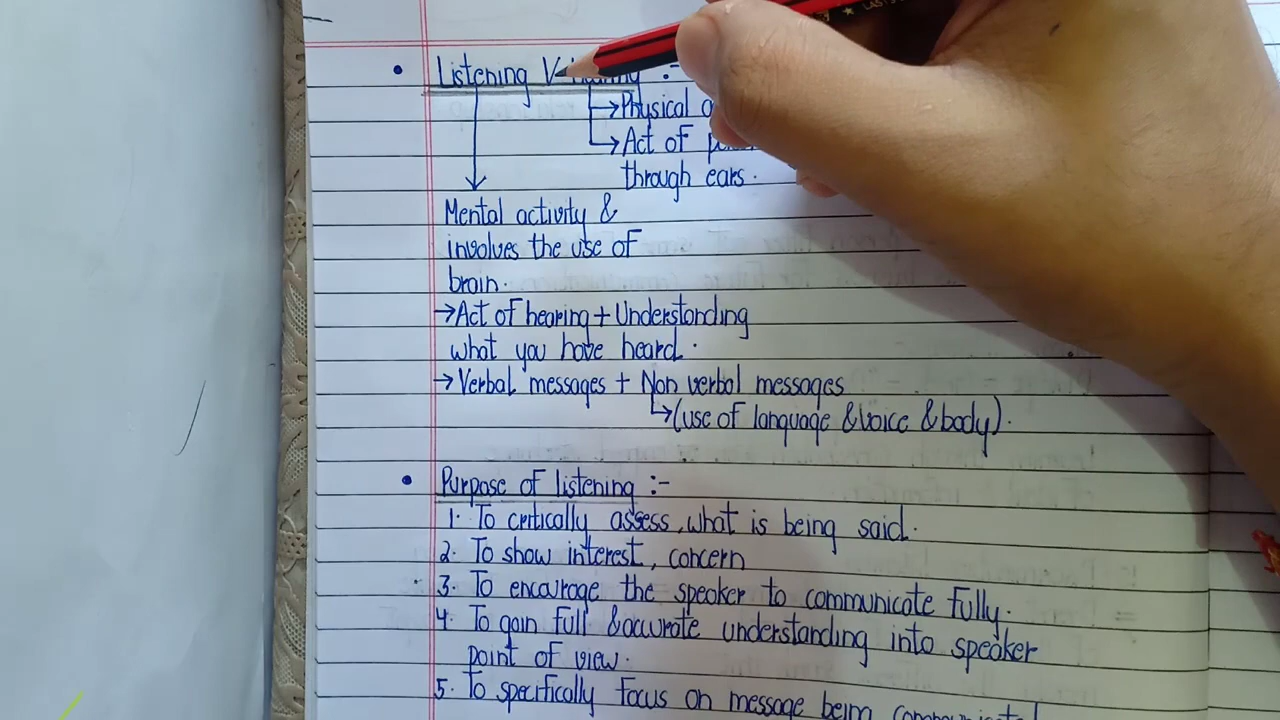 • Listening
→Physical
→Act of
through ears.
Mental activity &
involves the use of
brain.
→Act of hearing + Understanding
what you have heard.
→Verbal messages + Non verbal messages
↳(use of language & voice & body).
• Purpose of listening :-
1. To critically assess, what is being said.
2. To show interest, concern
3. To encourage the speaker to communicate fully.
4. To gain full & accurate understanding into speaker
point of view.
5. To specifically focus on message being